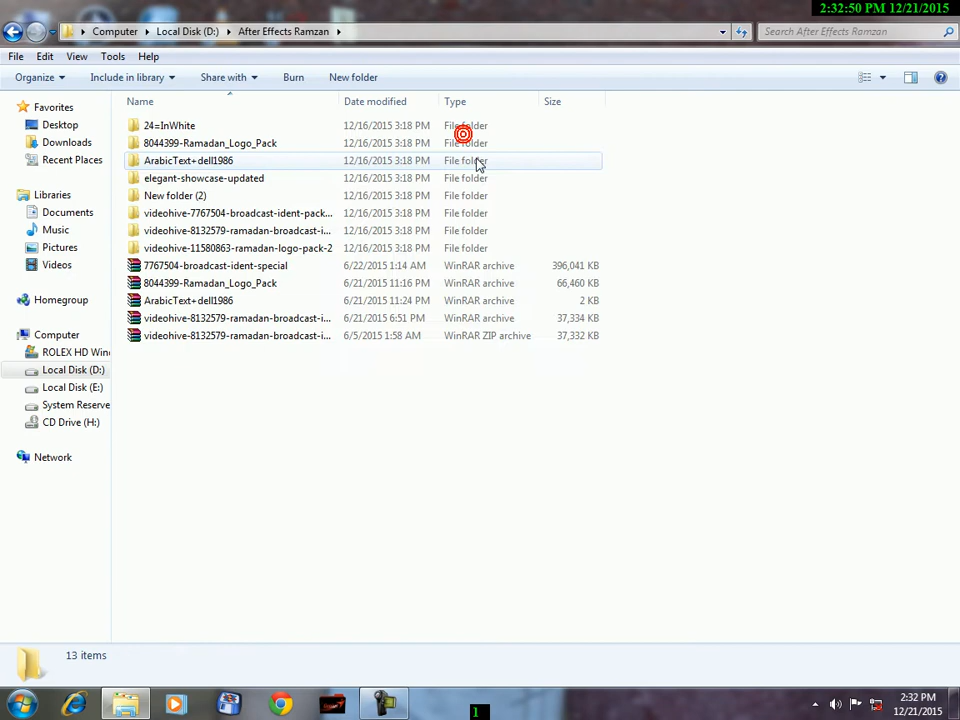 2:32:50 PM 12/21/2015
Computer Local Disk (D:) After Effects Ramzan
Search After Effects Ramzan
File Edit View Tools Help
Organize Include in library Share with Burn New folder
Name Date modified Type Size
Favorites
Desktop
Downloads
Recent Places
Libraries
Documents
Music
Pictures
Videos
Homegroup
Computer
ROLEX HD Win
Local Disk (D:)
Local Disk (E:)
System Reserve
CD Drive (H:)
Network
24=InWhite 12/16/2015 3:18 PM File folder
8044399-Ramadan_Logo_Pack 12/16/2015 3:18 PM File folder
ArabicText+dell1986 12/16/2015 3:18 PM File folder
elegant-showcase-updated 12/16/2015 3:18 PM File folder
New folder (2) 12/16/2015 3:18 PM File folder
videohive-7767504-broadcast-ident-pack... 12/16/2015 3:18 PM File folder
videohive-8132579-ramadan-broadcast-i... 12/16/2015 3:18 PM File folder
videohive-11580863-ramadan-logo-pack-2 12/16/2015 3:18 PM File folder
7767504-broadcast-ident-special 6/22/2015 1:14 AM WinRAR archive 396,041 KB
8044399-Ramadan_Logo_Pack 6/21/2015 11:16 PM WinRAR archive 66,460 KB
ArabicText+dell1986 6/21/2015 11:24 PM WinRAR archive 2 KB
videohive-8132579-ramadan-broadcast-i... 6/21/2015 6:51 PM WinRAR archive 37,334 KB
videohive-8132579-ramadan-broadcast-i... 6/5/2015 1:58 AM WinRAR ZIP archive 37,332 KB
13 items
1
2:32 PM
12/21/2015